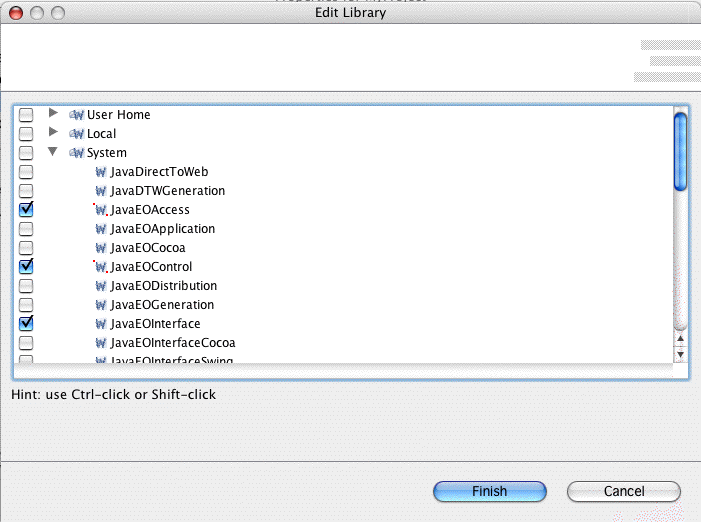 Edit Library
User Home
Local
System
JavaDirectToWeb
JavaDTWGeneration
JavaEOAccess
JavaEOApplication
JavaEOCocoa
JavaEOControl
JavaEODistribution
JavaEOGeneration
JavaEOInterface
JavaEOInterfaceCocoa
JavaEOInterfaceSwing
Hint: use Ctrl-click or Shift-click
Finish
Cancel